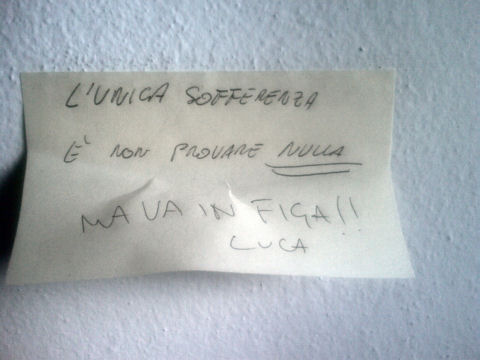 L'UNICA SOFFERENZA
E' NON PROVARE NULLA
MA VA IN FIGA!!
LUCA